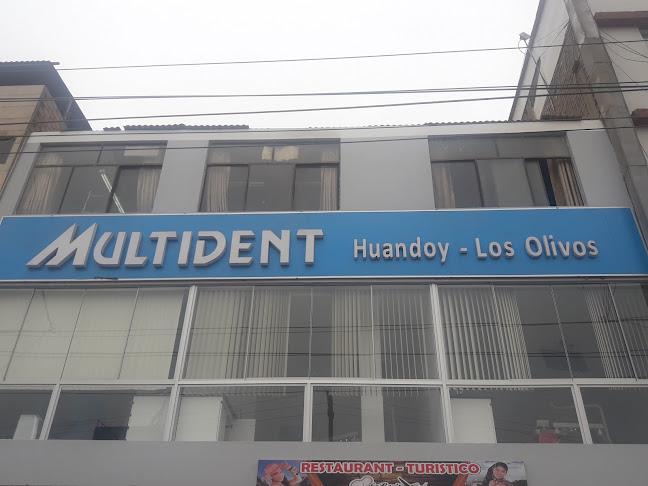 MULTIDENT Huandoy - Los Olivos
RESTAURANT - TURISTICO